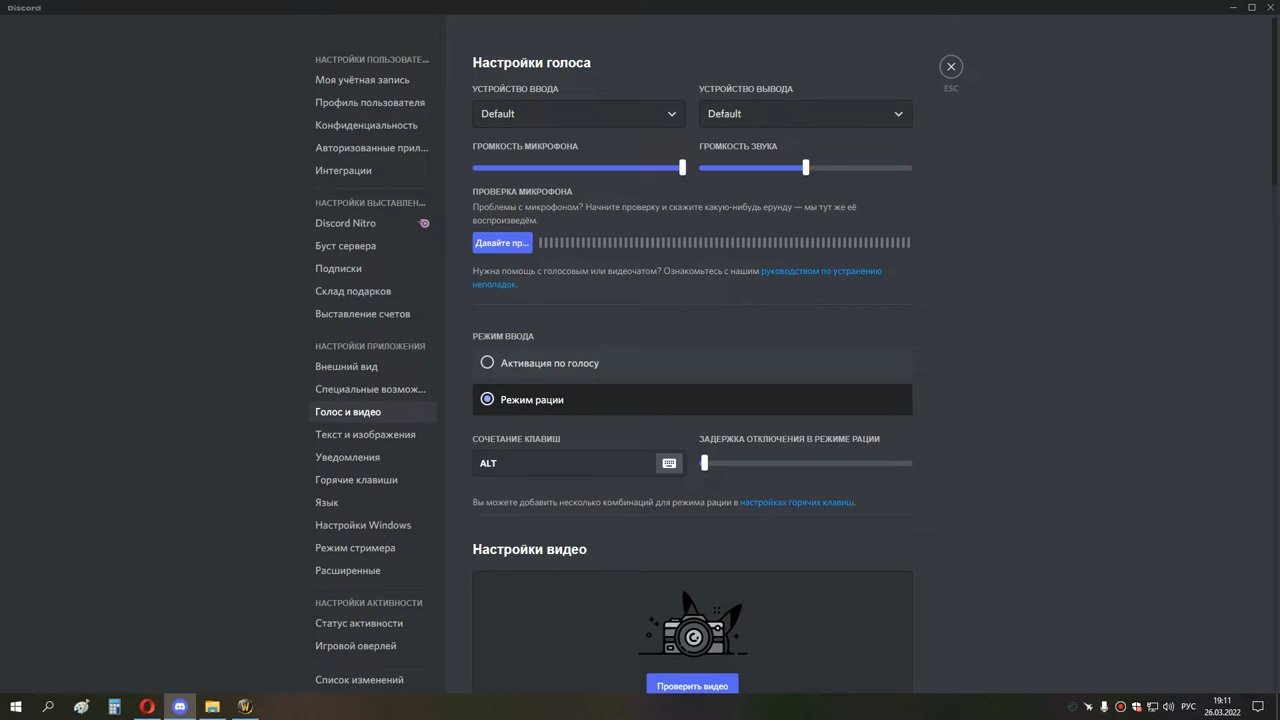 Discord
НАСТРОЙКИ ПОЛЬЗОВАТЕ...
Моя учётная запись
Профиль пользователя
Конфиденциальность
Авторизованные прил...
Интеграции
НАСТРОЙКИ ВЫСТАВЛЕН...
Discord Nitro
Буст сервера
Подписки
Склад подарков
Выставление счетов
НАСТРОЙКИ ПРИЛОЖЕНИЯ
Внешний вид
Специальные возмож...
Голос и видео
Текст и изображения
Уведомления
Горячие клавиши
Язык
Настройки Windows
Режим стримера
Расширенные
НАСТРОЙКИ АКТИВНОСТИ
Статус активности
Игровой оверлей
Список изменений
Настройки голоса
ESC
УСТРОЙСТВО ВВОДА
УСТРОЙСТВО ВЫВОДА
Default
Default
ГРОМКОСТЬ МИКРОФОНА
ГРОМКОСТЬ ЗВУКА
ПРОВЕРКА МИКРОФОНА
Проблемы с микрофоном? Начните проверку и скажите какую-нибудь ерунду — мы тут же её
воспроизведём.
Давайте пр...
Нужна помощь с голосовым или видеочатом? Ознакомьтесь с нашим руководством по устранению
неполадок.
РЕЖИМ ВВОДА
Активация по голосу
Режим рации
СОЧЕТАНИЕ КЛАВИШ
ЗАДЕРЖКА ОТКЛЮЧЕНИЯ В РЕЖИМЕ РАЦИИ
ALT
Вы можете добавить несколько комбинаций для режима рации в настройках горячих клавиш.
Настройки видео
Проверить видео
РУС
19:11
26.03.2022